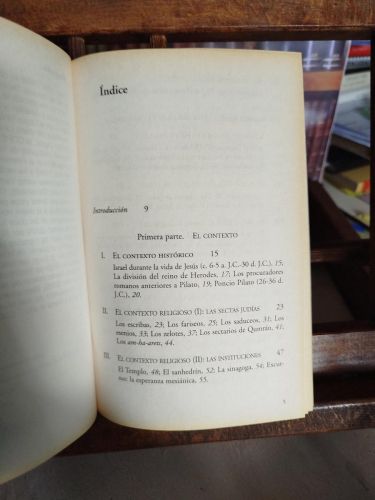 Índice
Introducción 9
Primera parte. EL CONTEXTO
I. EL CONTEXTO HISTÓRICO 15
Israel durante la vida de Jesús (c. 6-5 a. J.C. 30 d. J.C.), 15;
La división del reino de Herodes, 17; Los procuradores
romanos anteriores a Pilato, 19; Poncio Pilato (26-36 d.
J.C.), 20.
II. EL CONTEXTO RELIGIOSO (I): LAS SECTAS JUDÍAS 23
Los escribas, 23; Los fariseos, 25; Los saduceos, 31; Los
esenios, 33; Los zelotes, 37; Los sectarios de Qumrán, 41;
Los am-ha-arets, 44.
III. EL CONTEXTO RELIGIOSO (II): LAS INSTITUCIONES 47
El Templo, 48; El sanhedrín, 52; La sinagoga, 54; Excur-
sus: la esperanza mesiánica, 55.